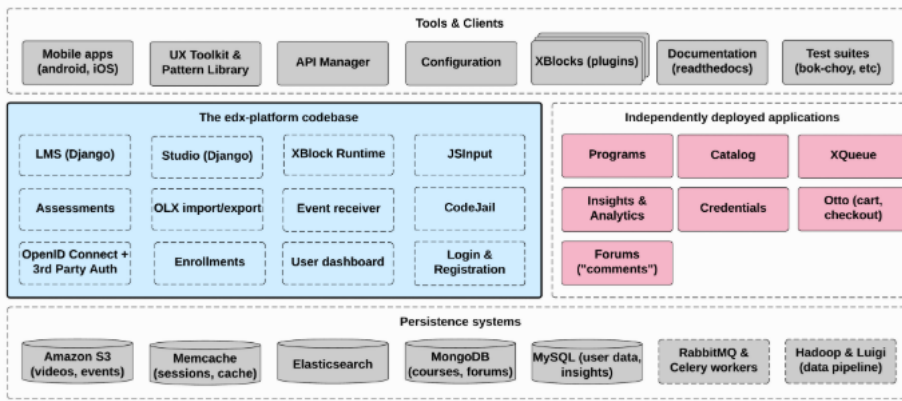 Tools & Clients
Mobile apps
(android, iOS)
UX Toolkit &
Pattern Library
API Manager
Configuration
XBlocks (plugins)
Documentation
(readthedocs)
Test suites
(bok-choy, etc)
The edx-platform codebase
LMS (Django)
Studio (Django)
XBlock Runtime
JSInput
Assessments
OLX import/export
Event receiver
CodeJail
OpenID Connect +
3rd Party Auth
Enrollments
User dashboard
Login &
Registration
Independently deployed applications
Programs
Catalog
XQueue
Insights &
Analytics
Credentials
Otto (cart,
checkout)
Forums
("comments")
Persistence systems
Amazon S3
(videos, events)
Memcache
(sessions, cache)
Elasticsearch
MongoDB
(courses, forums)
MySQL (user data,
insights)
RabbitMQ &
Celery workers
Hadoop & Luigi
(data pipeline)